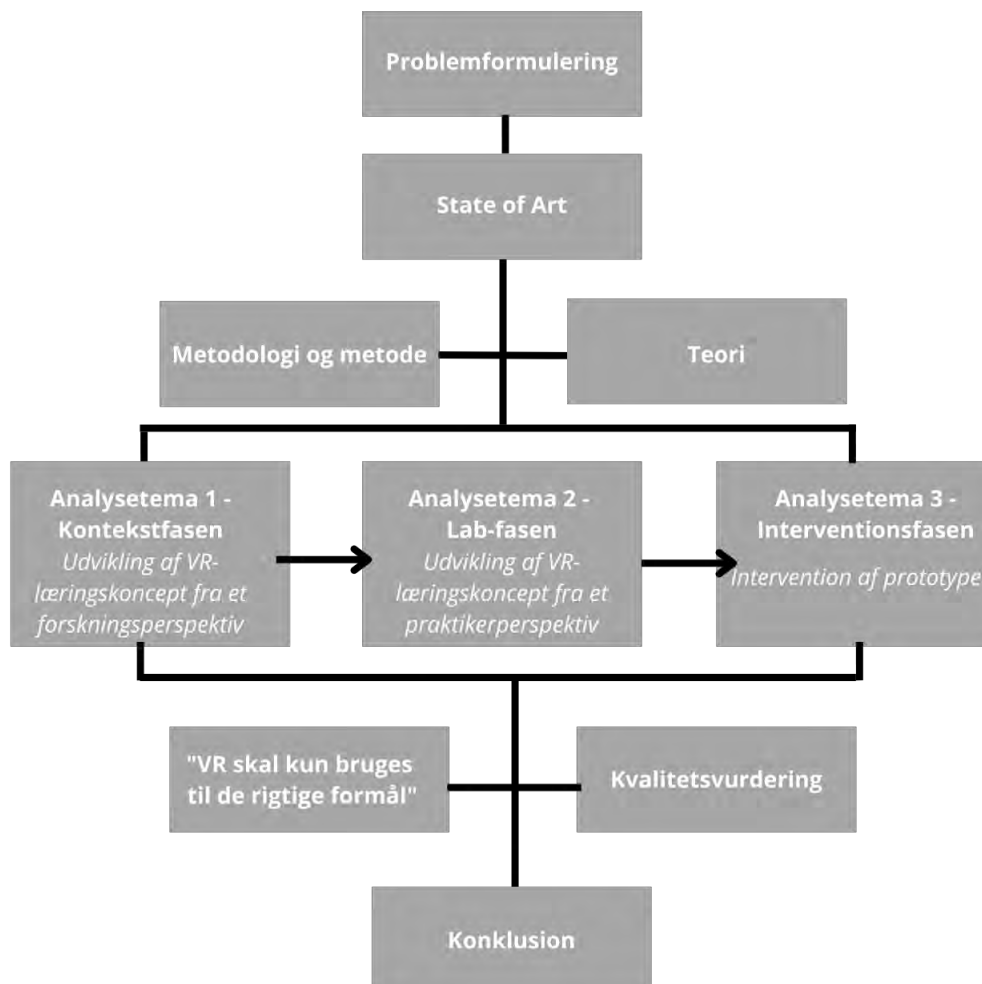 Problemformulering
State of Art
Metodologi og metode
Teori
Analysetema 1 -
Kontekstfasen
Udvikling af VR-
læringskoncept fra et
forskningsperspektiv
Analysetema 2 -
Lab-fasen
Udvikling af VR-
læringskoncept fra et
praktikerperspektiv
Analysetema 3 -
Interventionsfasen
Intervention af prototype
"VR skal kun bruges
til de rigtige formål"
Kvalitetsvurdering
Konklusion